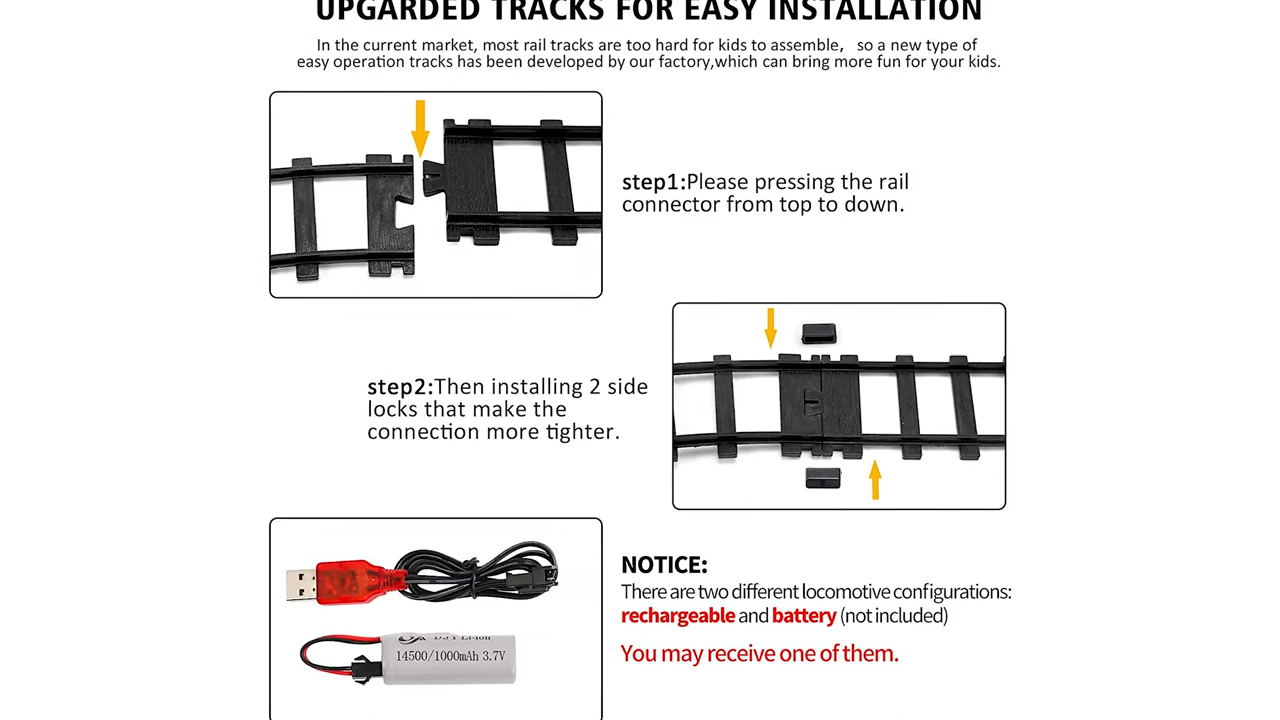 UPGARDED TRACKS FOR EASY INSTALLATION
In the current market, most rail tracks are too hard for kids to assemble, so a new type of
easy operation tracks has been developed by our factory,which can bring more fun for your kids.
step1:Please pressing the rail
connector from top to down.
step2:Then installing 2 side
locks that make the
connection more tighter.
NOTICE:
There are two different locomotive configurations:
rechargeable and battery (not included)
You may receive one of them.
DJY Li-ion
14500/1000mAh 3.7V